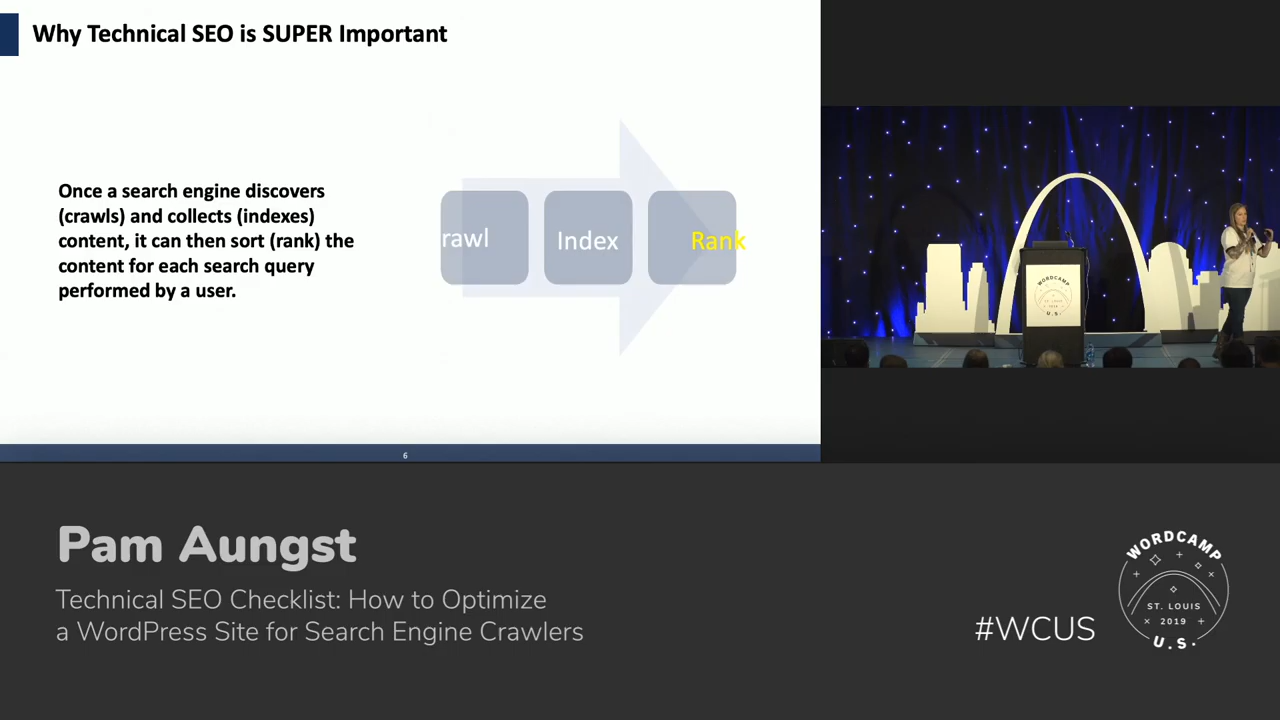 Why Technical SEO is SUPER Important
Once a search engine discovers
(crawls) and collects (indexes)
content, it can then sort (rank) the
content for each search query
performed by a user.
rawl
Index
Rank
6
WORDCAMP
U.S.
Pam Aungst
Technical SEO Checklist: How to Optimize
a WordPress Site for Search Engine Crawlers
#WCUS
WORDCAMP
ST. LOUIS
2019
U.S.